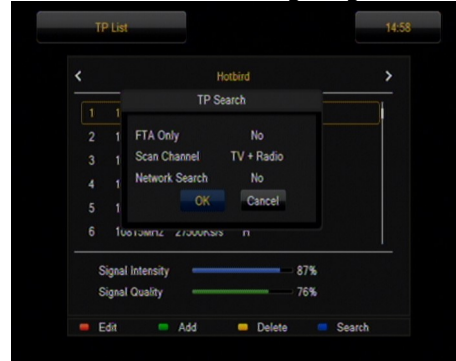 TP List 14:58
< Hotbird >
TP Search
1 1
2 1
3 1
4 1
5 1
6 10815MHz 27500Ks/s H
FTA Only No
Scan Channel TV + Radio
Network Search No
OK Cancel
Signal Intensity 87%
Signal Quality 76%
Edit Add Delete Search